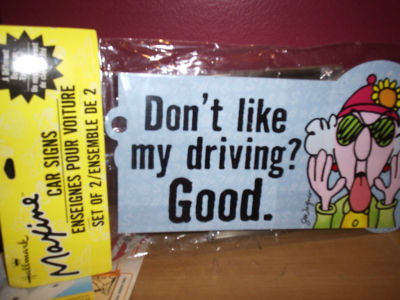 Don't like
my driving?
Good.
Hallmark
Maxine
CAR SIGNS
ENSEIGNES POUR VOITURE
SET OF 2/ENSEMBLE DE 2